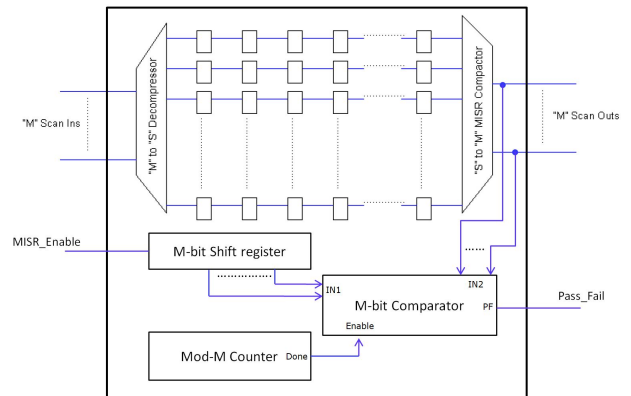 "M" to "S" Decompressor
"S" to "M" MISR Compactor
"M" Scan Ins
"M" Scan Outs
MISR_Enable
M-bit Shift register
IN1
IN2
M-bit Comparator
PF
Pass_Fail
Enable
Mod-M Counter
Done